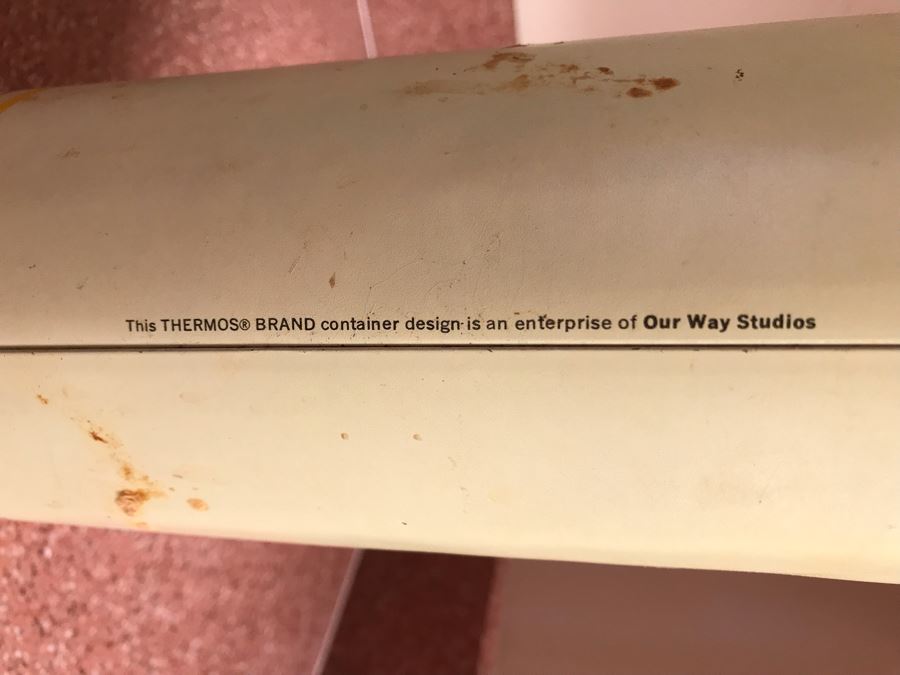 This THERMOS® BRAND container design is an enterprise of Our Way Studios